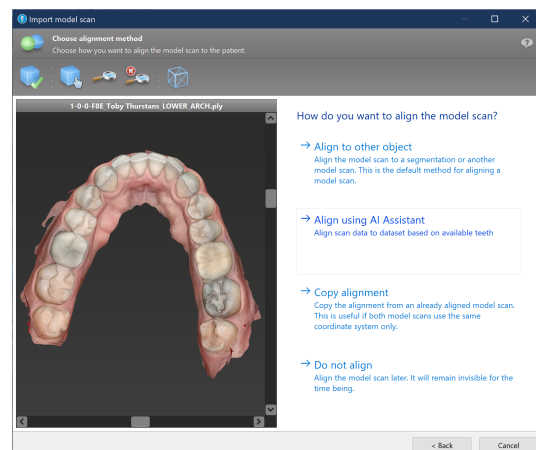 Import model scan
Choose alignment method
Choose how you want to align the model scan to the patient.
1-0-0-F8E_Toby Thurstans_LOWER_ARCH.ply
How do you want to align the model scan?
→ Align to other object
Align the model scan to a segmentation or another
model scan. This is the default method for aligning a
model scan.
→ Align using AI Assistant
Align scan data to dataset based on available teeth
→ Copy alignment
Copy the alignment from an already aligned model scan.
This is useful if both model scans use the same
coordinate system only.
→ Do not align
Align the model scan later. It will remain invisible for the
time being.
< Back
Cancel